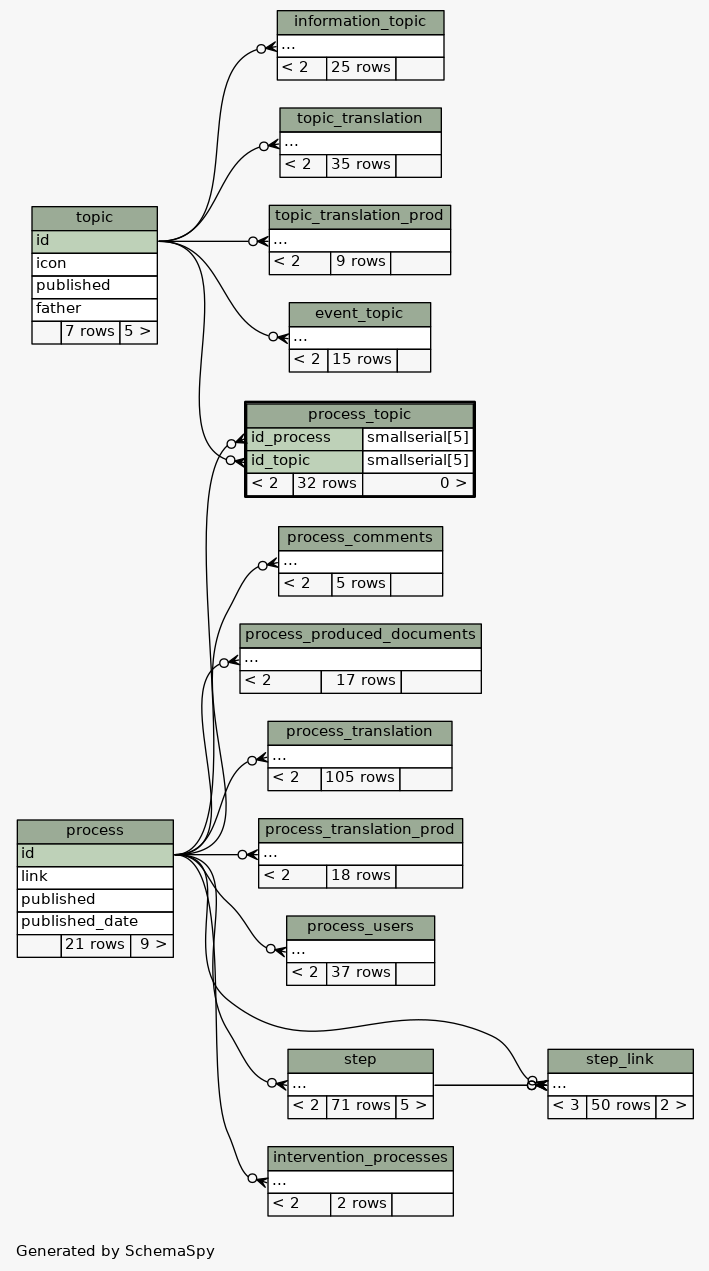 information_topic
...
< 2 25 rows
topic_translation
...
< 2 35 rows
topic_translation_prod
...
< 2 9 rows
topic
id
icon
published
father
7 rows 5 >
event_topic
...
< 2 15 rows
process_topic
id_process smallserial[5]
id_topic smallserial[5]
< 2 32 rows 0 >
process_comments
...
< 2 5 rows
process_produced_documents
...
< 2 17 rows
process_translation
...
< 2 105 rows
process_translation_prod
...
< 2 18 rows
process
id
link
published
published_date
21 rows 9 >
process_users
...
< 2 37 rows
step
...
< 2 71 rows 5 >
step_link
...
< 3 50 rows 2 >
intervention_processes
...
< 2 2 rows
Generated by SchemaSpy